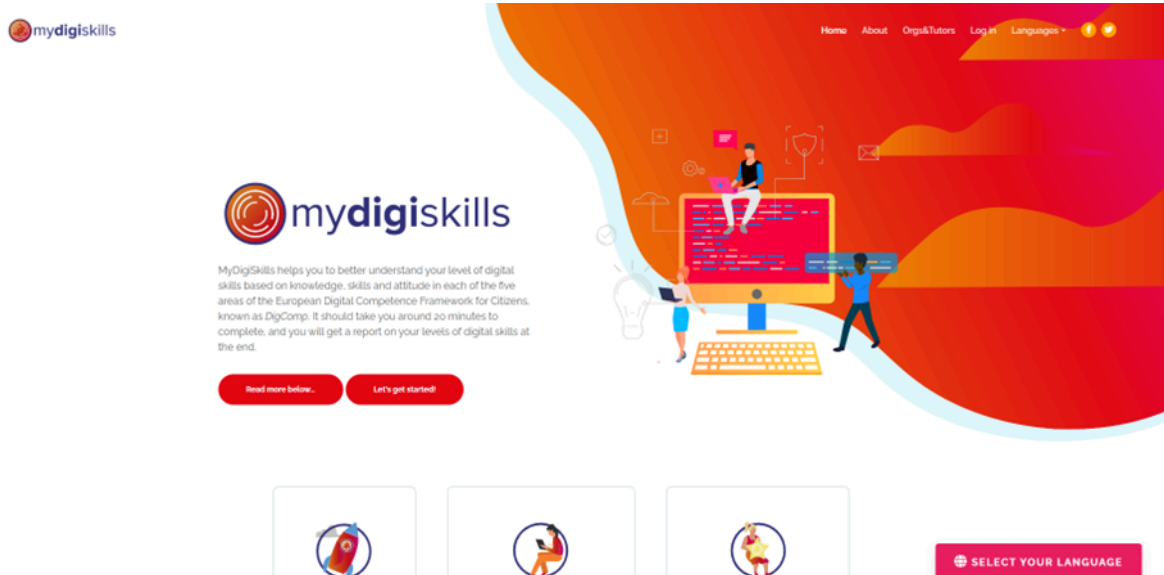 mydigiskills
Home About Orgs&Tutors Log in Languages
mydigiskills
MyDigiSkills helps you to better understand your level of digital
skills based on knowledge, skills and attitude in each of the five
areas of the European Digital Competence Framework for Citizens,
known as DigComp. It should take you around 20 minutes to
complete, and you will get a report on your levels of digital skills at
the end.
Read more below... Let's get started!
SELECT YOUR LANGUAGE